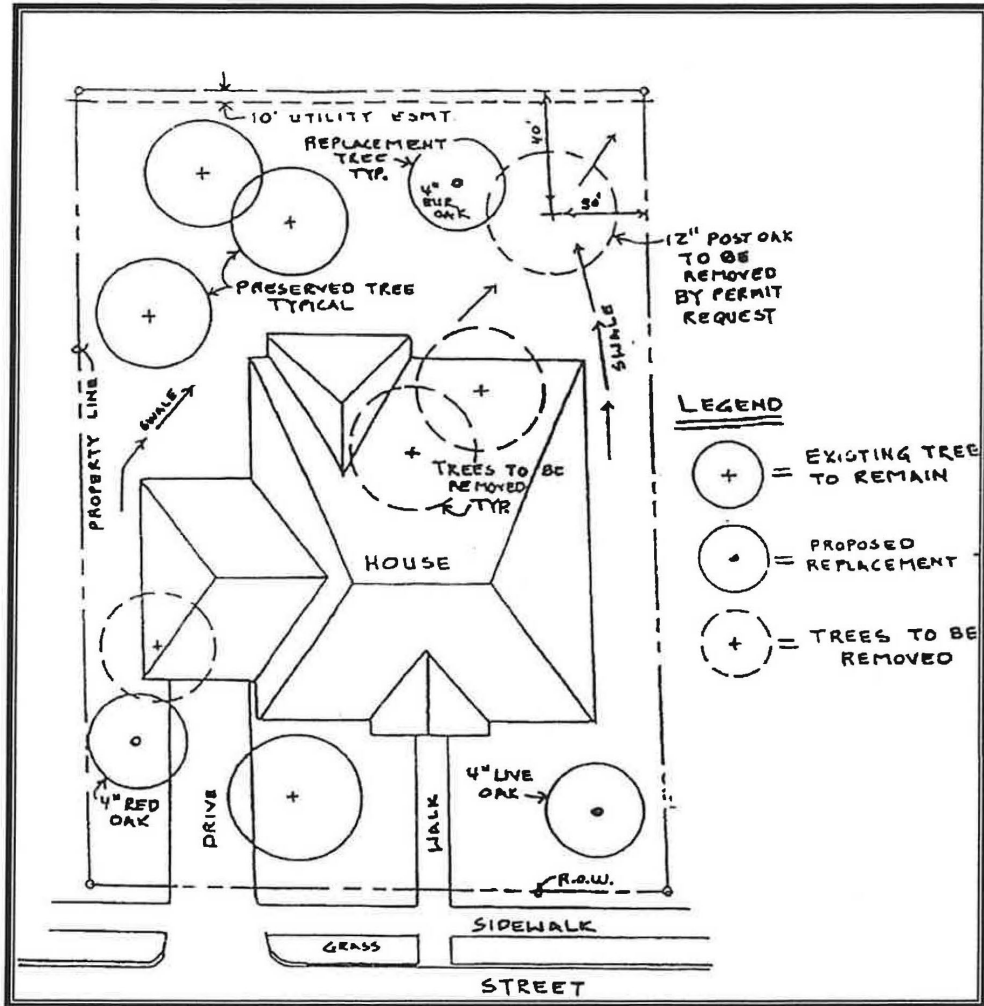 10' UTILITY ESMT.
REPLACEMENT
TREE
TYP.
4"
BUR
OAK
40'
30'
12" POST OAK
TO BE
REMOVED
BY PERMIT
REQUEST
PRESERVED TREE
TYPICAL
SWALE
SWALE
PROPERTY LINE
TREES TO BE
REMOVED
TYP.
HOUSE
LEGEND
= EXISTING TREE
TO REMAIN
= PROPOSED
REPLACEMENT
= TREES TO BE
REMOVED
4" RED
OAK
DRIVE
WALK
4" LIVE
OAK
R.O.W.
SIDEWALK
GRASS
STREET